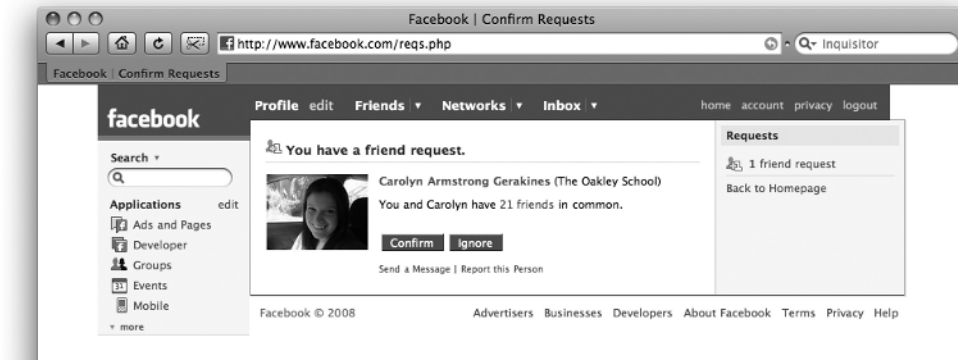 Facebook | Confirm Requests
http://www.facebook.com/reqs.php
Inquisitor
Facebook | Confirm Requests
facebook
Profile edit Friends Networks Inbox
home account privacy logout
Search
Applications edit
Ads and Pages
Developer
Groups
31 Events
Mobile
more
You have a friend request.
Carolyn Armstrong Gerakines (The Oakley School)
You and Carolyn have 21 friends in common.
Confirm Ignore
Send a Message | Report this Person
Requests
1 friend request
Back to Homepage
Facebook © 2008 Advertisers Businesses Developers About Facebook Terms Privacy Help